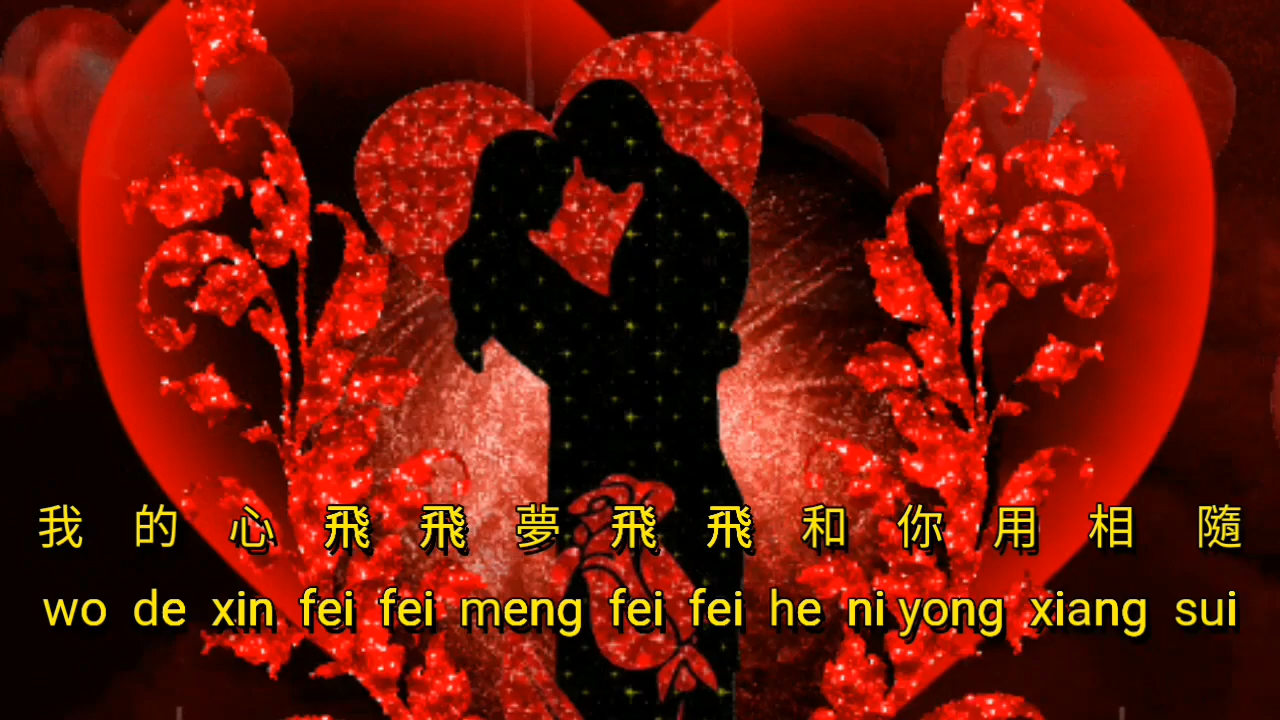 我 的 心 飛 飛 夢 飛 飛 和 你 用 相 隨
wo de xin fei fei meng fei fei he ni yong xiang sui